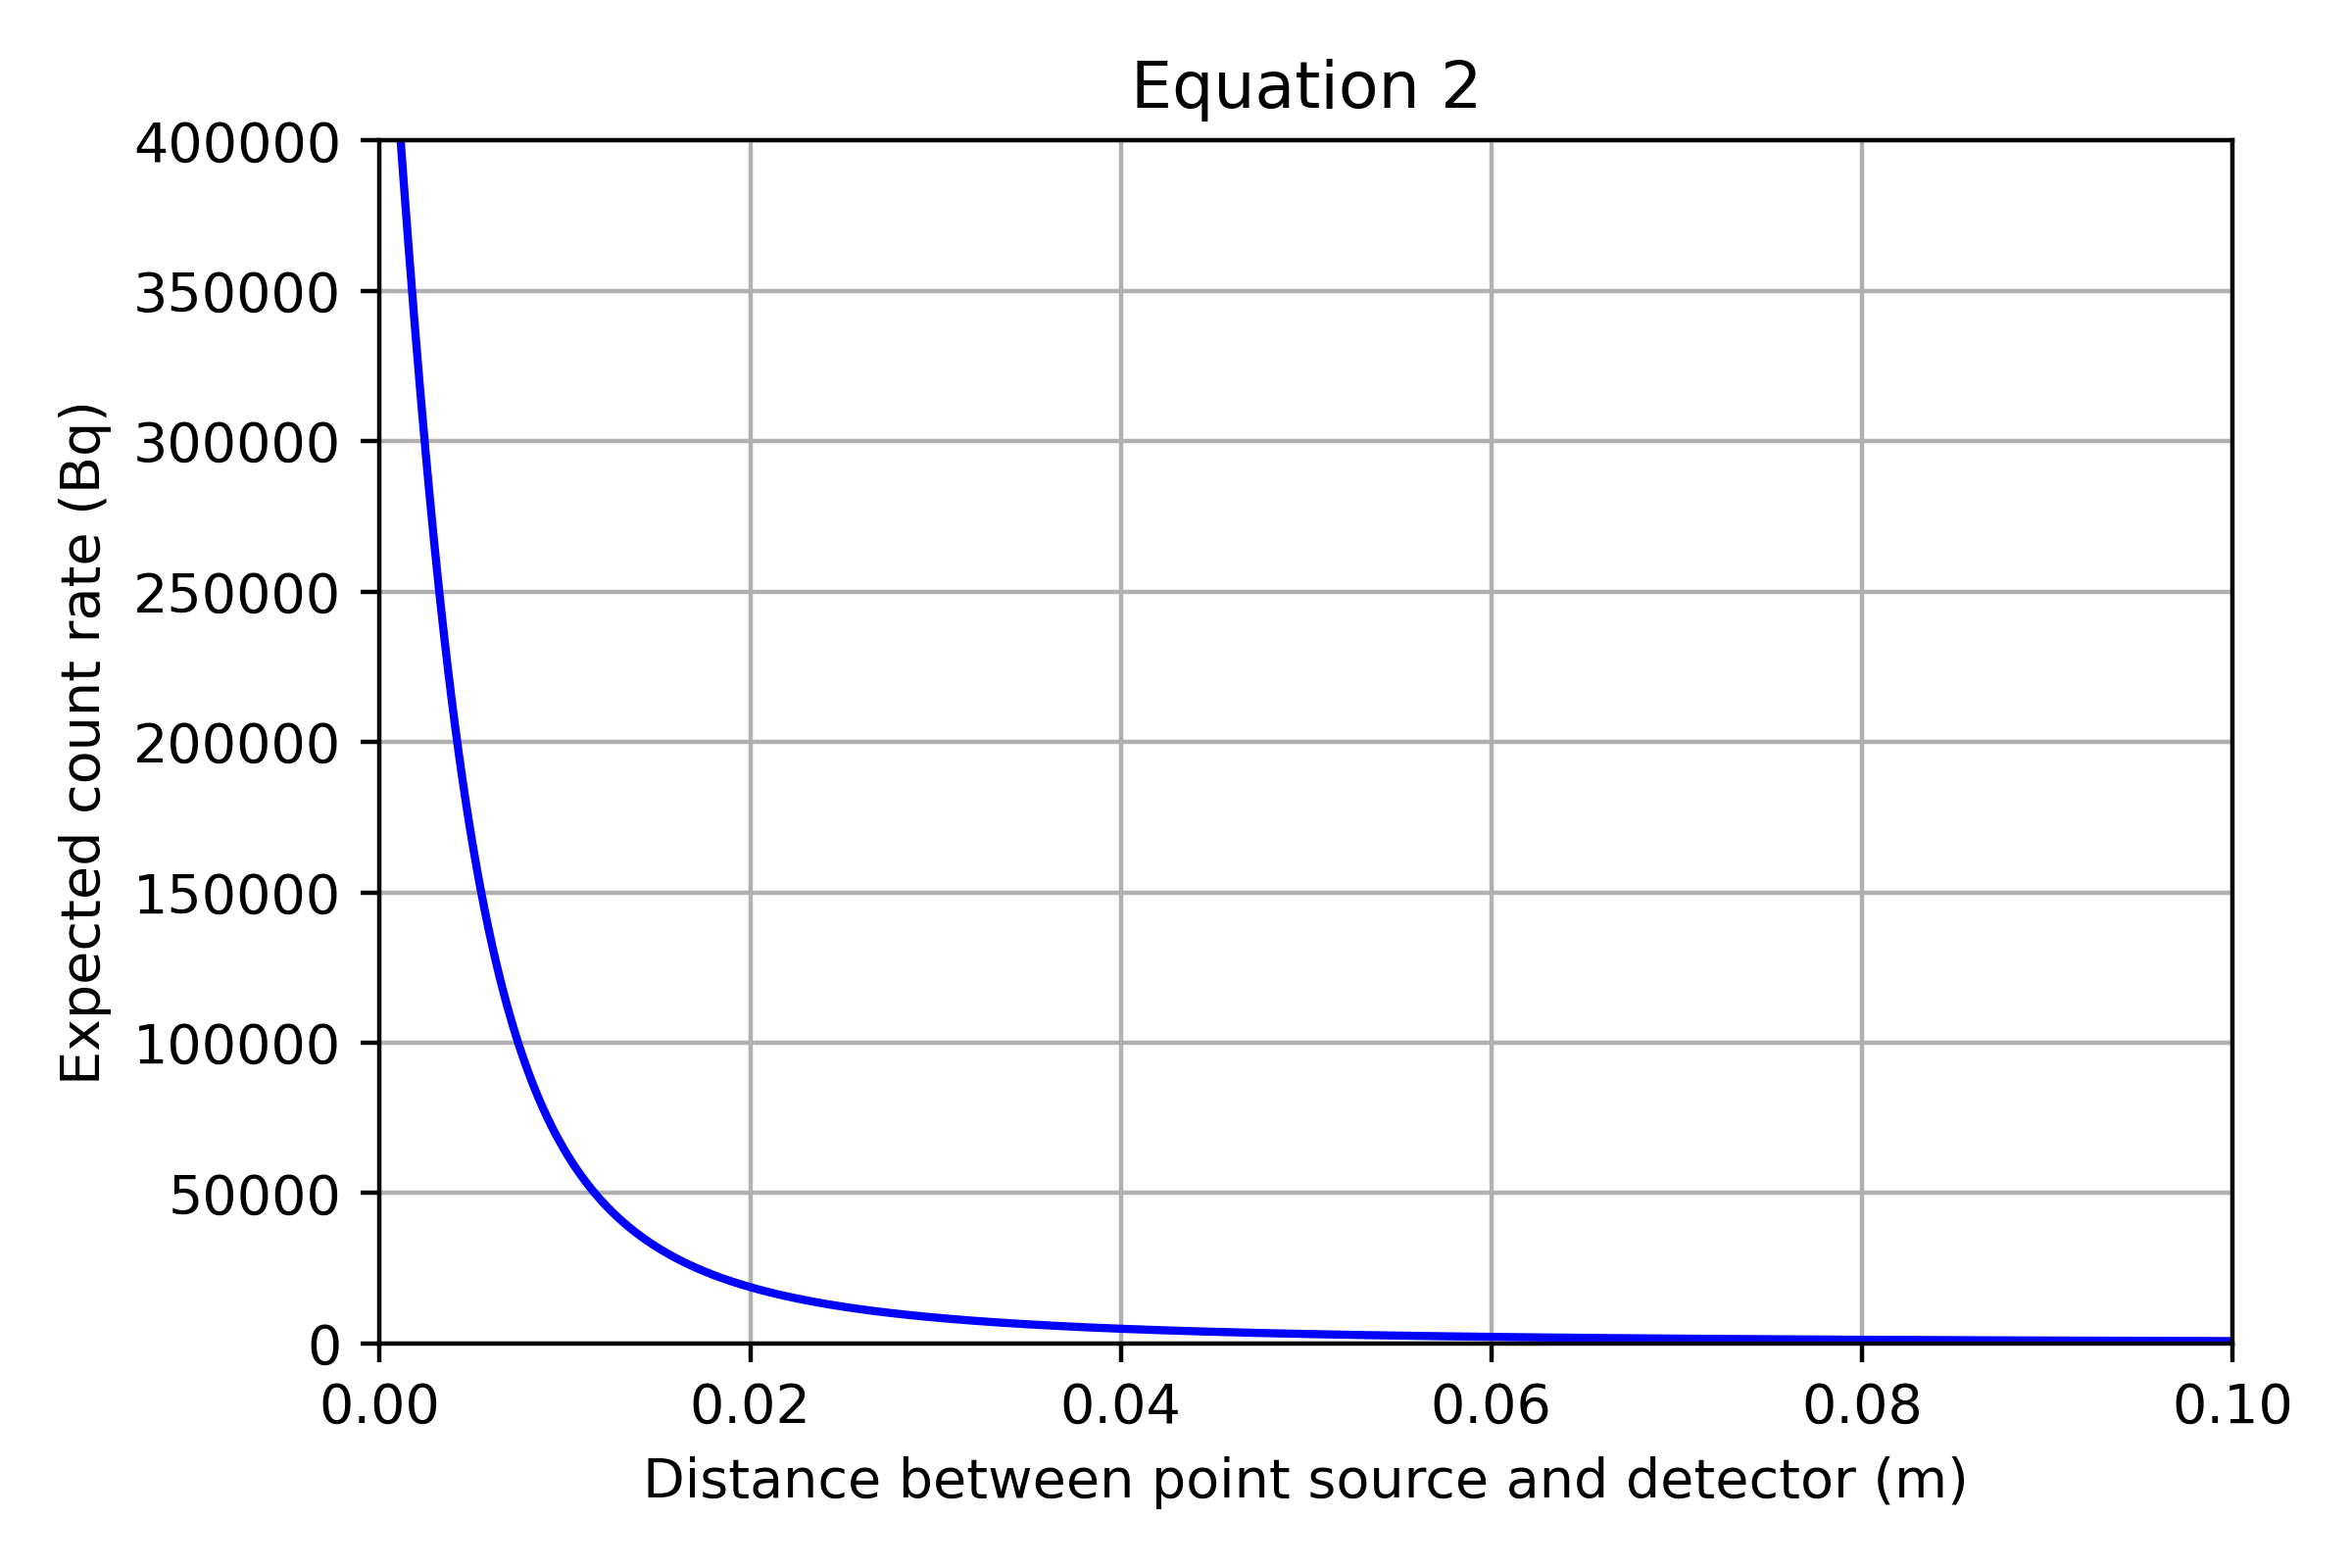 Equation 2
400000
350000
300000
250000
200000
150000
100000
50000
0
Expected count rate (Bq)
0.00 0.02 0.04 0.06 0.08 0.10
Distance between point source and detector (m)